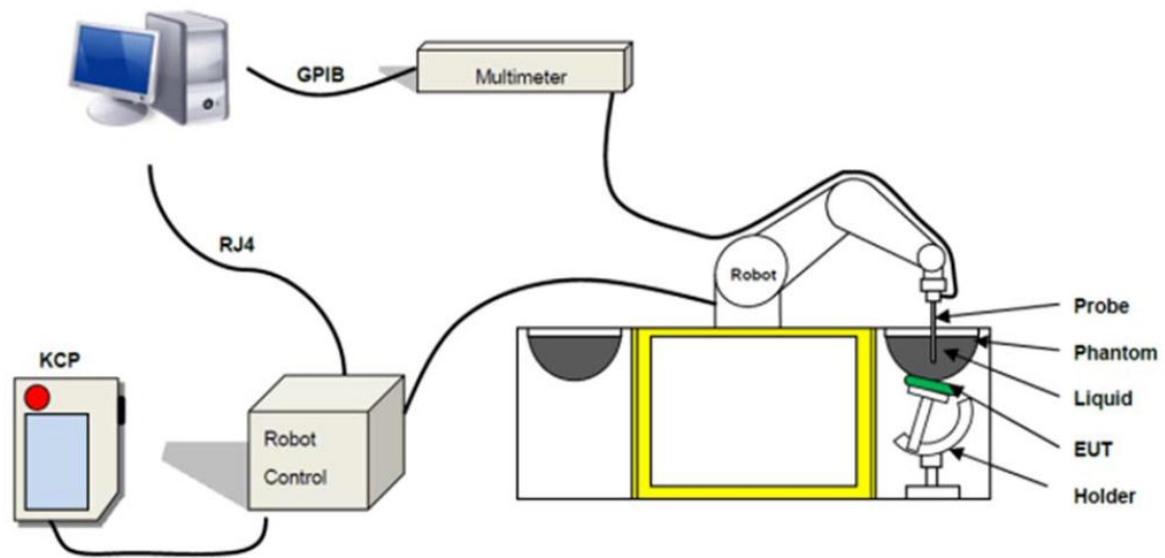 GPIB
Multimeter
RJ4
Robot
Probe
Phantom
KCP
Liquid
Robot
Control
EUT
Holder